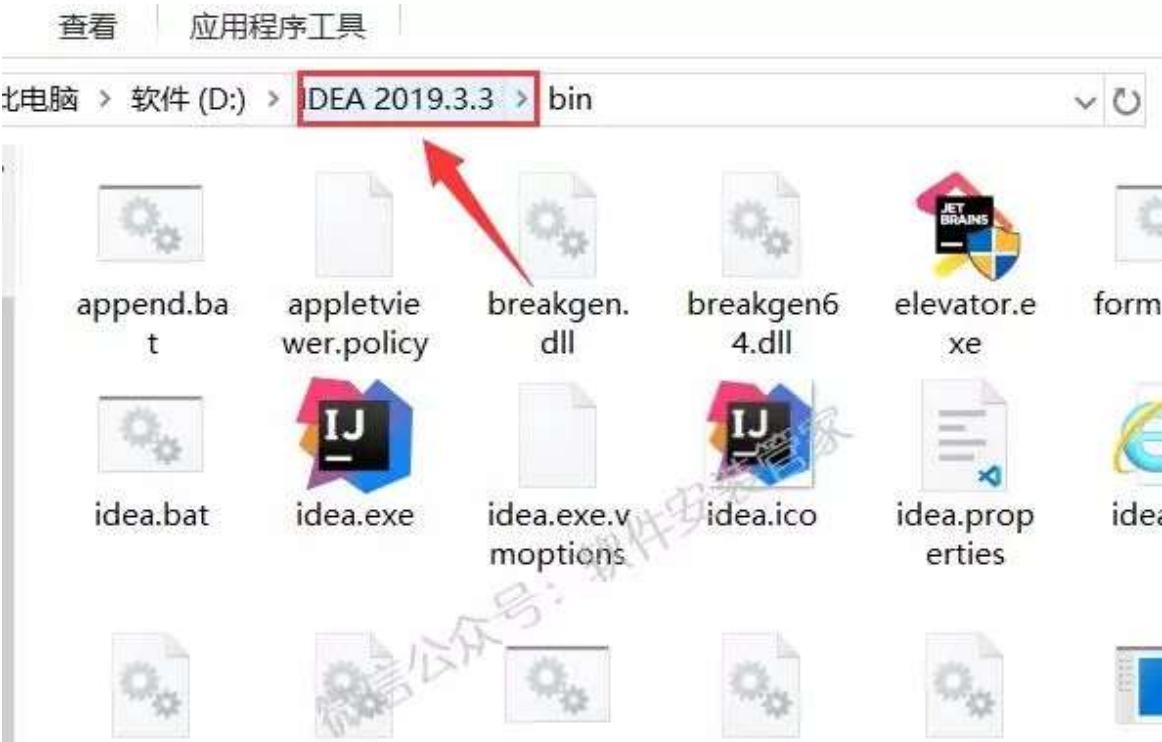 查看 应用程序工具
此电脑 > 软件 (D:) > IDEA 2019.3.3 > bin
append.ba
t
appletvie
wer.policy
breakgen.
dll
breakgen6
4.dll
JET
BRAINS
elevator.e
xe
form
idea.bat
IJ
idea.exe
idea.exe.v
moptions
IJ
idea.ico
idea.prop
erties
idea
微信公众号：软件安装管家